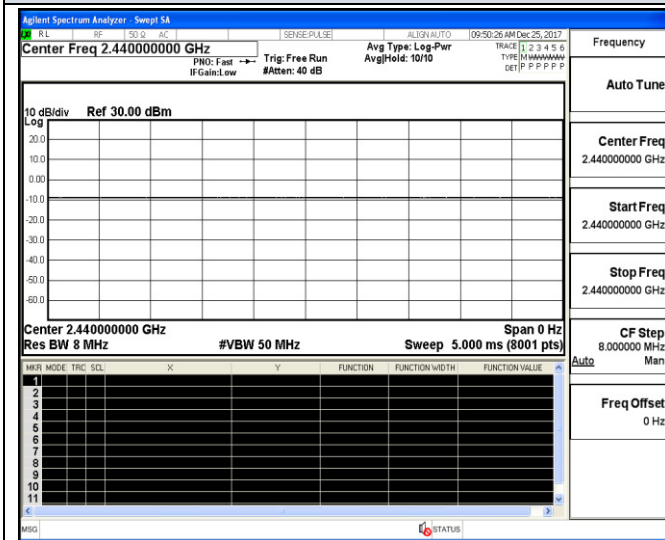 Agilent Spectrum Analyzer - Swept SA
RL RF 50 Ω AC SENSE:PULSE ALIGN AUTO 09:50:26 AM Dec 25, 2017
Center Freq 2.440000000 GHz
PNO: Fast Trig: Free Run Avg Type: Log-Pwr TRACE 1 2 3 4 5 6
IFGain:Low #Atten: 40 dB Avg|Hold: 10/10 TYPE M
DET P P P P P P
10 dB/div Ref 30.00 dBm
Log
20.0
10.0
0.00
-10.0
-20.0
-30.0
-40.0
-50.0
-60.0
Center 2.440000000 GHz Span 0 Hz
Res BW 8 MHz #VBW 50 MHz Sweep 5.000 ms (8001 pts)
MKR MODE TRC SCL X Y FUNCTION FUNCTION WIDTH FUNCTION VALUE
1
2
3
4
5
6
7
8
9
10
11
MSG STATUS
Frequency
Auto Tune
Center Freq
2.440000000 GHz
Start Freq
2.440000000 GHz
Stop Freq
2.440000000 GHz
CF Step
8.000000 MHz
Auto Man
Freq Offset
0 Hz